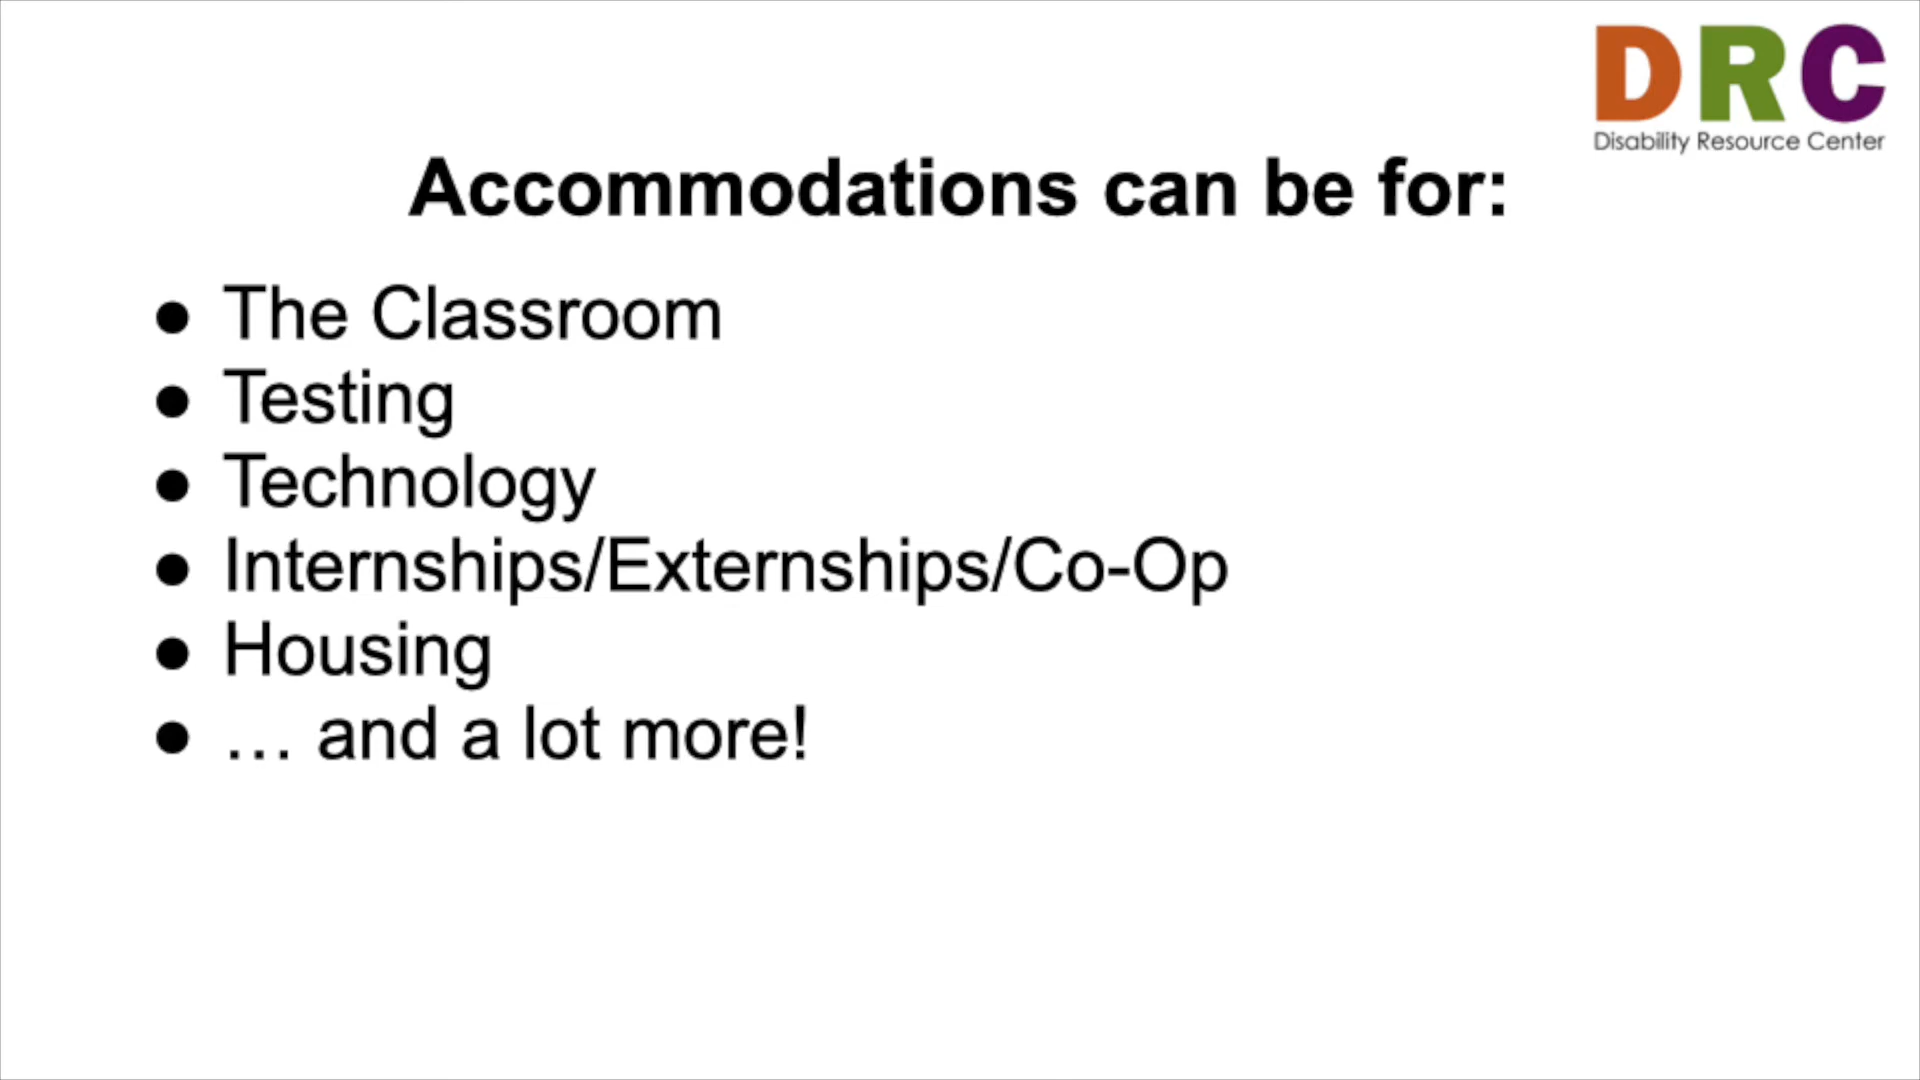 DRC
Disability Resource Center
Accommodations can be for:
● The Classroom
● Testing
● Technology
● Internships/Externships/Co-Op
● Housing
● … and a lot more!